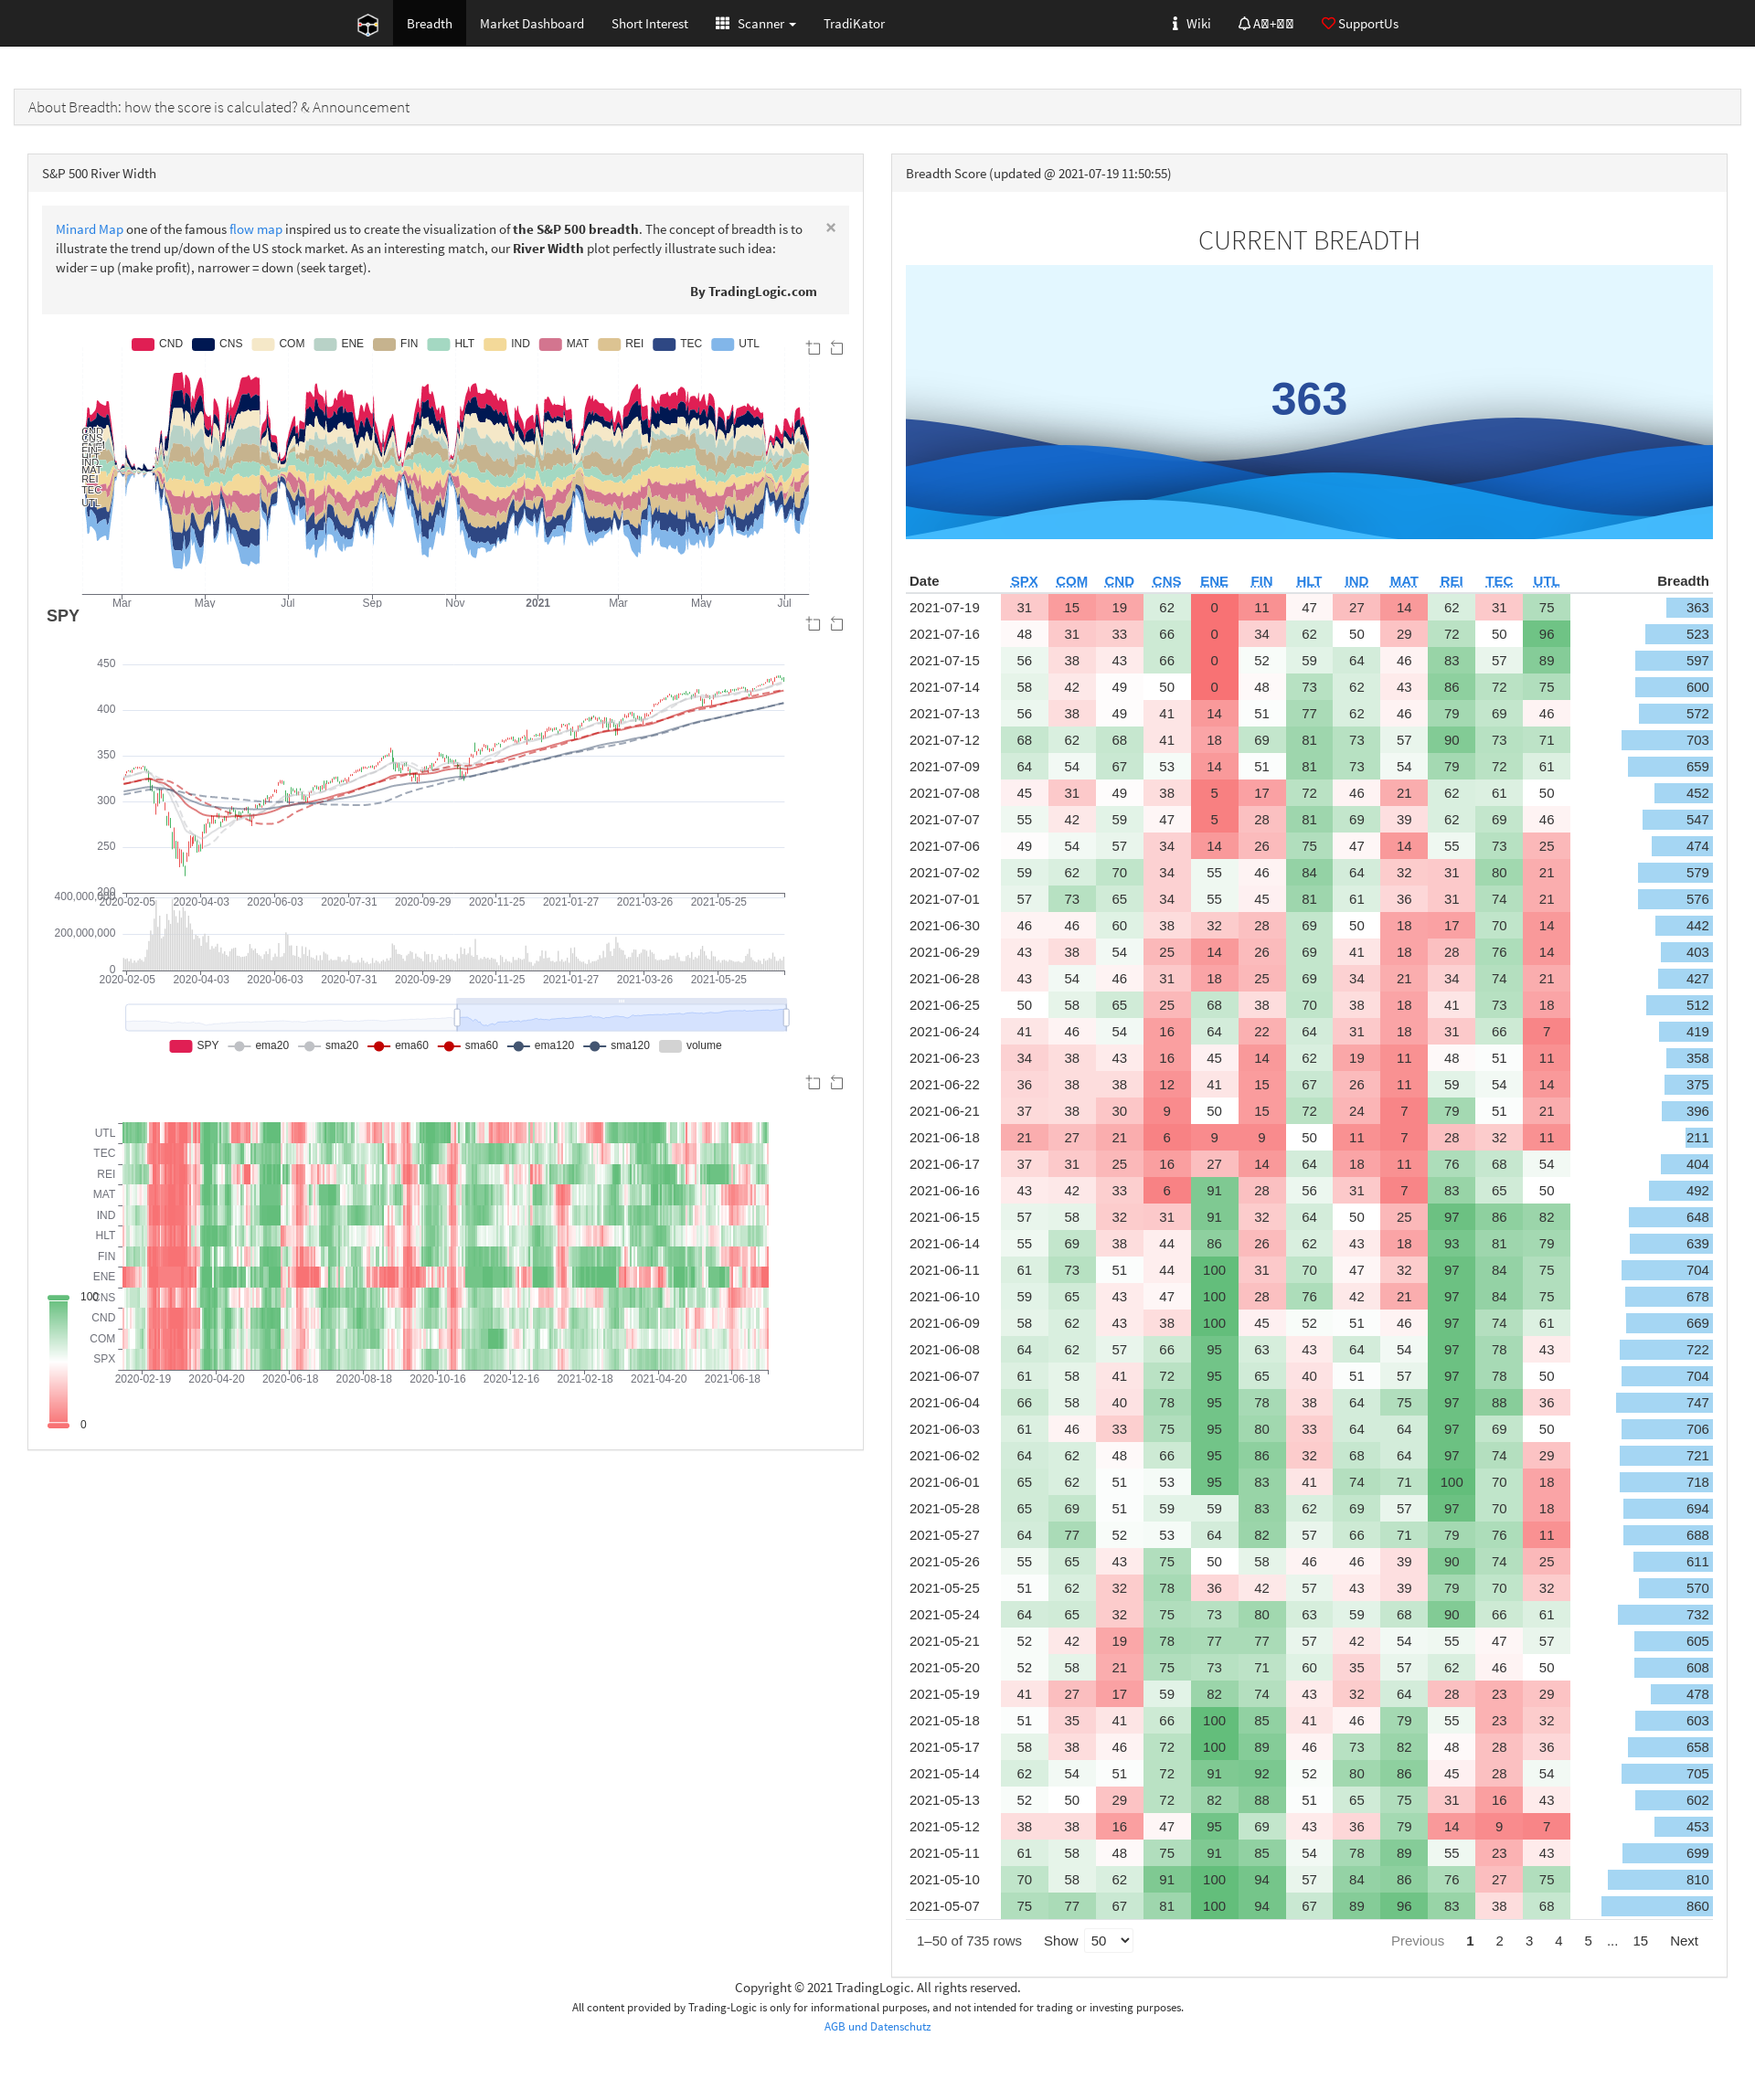 Breadth Market Dashboard Short Interest Scanner TradiKator Wiki SupportUs
About Breadth: how the score is calculated? & Announcement
S&P 500 River Width
Minard Map one of the famous flow map inspired us to create the visualization of the S&P 500 breadth. The concept of breadth is to
illustrate the trend up/down of the US stock market. As an interesting match, our River Width plot perfectly illustrate such idea:
wider = up (make profit), narrower = down (seek target).
×
By TradingLogic.com
CND CNS COM ENE FIN HLT IND MAT REI TEC UTL
MAT
REI
TEC
UTL
Mar May Jul Sep Nov 2021 Mar May Jul
SPY
450
400
350
300
250
200
2020-02-05 2020-04-03 2020-06-03 2020-07-31 2020-09-29 2020-11-25 2021-01-27 2021-03-26 2021-05-25
400,000,000
200,000,000
0
2020-02-05 2020-04-03 2020-06-03 2020-07-31 2020-09-29 2020-11-25 2021-01-27 2021-03-26 2021-05-25
SPY ema20 sma20 ema60 sma60 ema120 sma120 volume
UTL
TEC
REI
MAT
IND
HLT
FIN
ENE
CNS
CND
COM
SPX
100
0
2020-02-19 2020-04-20 2020-06-18 2020-08-18 2020-10-16 2020-12-16 2021-02-18 2021-04-20 2021-06-18
Breadth Score (updated @ 2021-07-19 11:50:55)
CURRENT BREADTH
363
Date SPX COM CND CNS ENE FIN HLT IND MAT REI TEC UTL Breadth
2021-07-19 31 15 19 62 0 11 47 27 14 62 31 75 363
2021-07-16 48 31 33 66 0 34 62 50 29 72 50 96 523
2021-07-15 56 38 43 66 0 52 59 64 46 83 57 89 597
2021-07-14 58 42 49 50 0 48 73 62 43 86 72 75 600
2021-07-13 56 38 49 41 14 51 77 62 46 79 69 46 572
2021-07-12 68 62 68 41 18 69 81 73 57 90 73 71 703
2021-07-09 64 54 67 53 14 51 81 73 54 79 72 61 659
2021-07-08 45 31 49 38 5 17 72 46 21 62 61 50 452
2021-07-07 55 42 59 47 5 28 81 69 39 62 69 46 547
2021-07-06 49 54 57 34 14 26 75 47 14 55 73 25 474
2021-07-02 59 62 70 34 55 46 84 64 32 31 80 21 579
2021-07-01 57 73 65 34 55 45 81 61 36 31 74 21 576
2021-06-30 46 46 60 38 32 28 69 50 18 17 70 14 442
2021-06-29 43 38 54 25 14 26 69 41 18 28 76 14 403
2021-06-28 43 54 46 31 18 25 69 34 21 34 74 21 427
2021-06-25 50 58 65 25 68 38 70 38 18 41 73 18 512
2021-06-24 41 46 54 16 64 22 64 31 18 31 66 7 419
2021-06-23 34 38 43 16 45 14 62 19 11 48 51 11 358
2021-06-22 36 38 38 12 41 15 67 26 11 59 54 14 375
2021-06-21 37 38 30 9 50 15 72 24 7 79 51 21 396
2021-06-18 21 27 21 6 9 9 50 11 7 28 32 11 211
2021-06-17 37 31 25 16 27 14 64 18 11 76 68 54 404
2021-06-16 43 42 33 6 91 28 56 31 7 83 65 50 492
2021-06-15 57 58 32 31 91 32 64 50 25 97 86 82 648
2021-06-14 55 69 38 44 86 26 62 43 18 93 81 79 639
2021-06-11 61 73 51 44 100 31 70 47 32 97 84 75 704
2021-06-10 59 65 43 47 100 28 76 42 21 97 84 75 678
2021-06-09 58 62 43 38 100 45 52 51 46 97 74 61 669
2021-06-08 64 62 57 66 95 63 43 64 54 97 78 43 722
2021-06-07 61 58 41 72 95 65 40 51 57 97 78 50 704
2021-06-04 66 58 40 78 95 78 38 64 75 97 88 36 747
2021-06-03 61 46 33 75 95 80 33 64 64 97 69 50 706
2021-06-02 64 62 48 66 95 86 32 68 64 97 74 29 721
2021-06-01 65 62 51 53 95 83 41 74 71 100 70 18 718
2021-05-28 65 69 51 59 59 83 62 69 57 97 70 18 694
2021-05-27 64 77 52 53 64 82 57 66 71 79 76 11 688
2021-05-26 55 65 43 75 50 58 46 46 39 90 74 25 611
2021-05-25 51 62 32 78 36 42 57 43 39 79 70 32 570
2021-05-24 64 65 32 75 73 80 63 59 68 90 66 61 732
2021-05-21 52 42 19 78 77 77 57 42 54 55 47 57 605
2021-05-20 52 58 21 75 73 71 60 35 57 62 46 50 608
2021-05-19 41 27 17 59 82 74 43 32 64 28 23 29 478
2021-05-18 51 35 41 66 100 85 41 46 79 55 23 32 603
2021-05-17 58 38 46 72 100 89 46 73 82 48 28 36 658
2021-05-14 62 54 51 72 91 92 52 80 86 45 28 54 705
2021-05-13 52 50 29 72 82 88 51 65 75 31 16 43 602
2021-05-12 38 38 16 47 95 69 43 36 79 14 9 7 453
2021-05-11 61 58 48 75 91 85 54 78 89 55 23 43 699
2021-05-10 70 58 62 91 100 94 57 84 86 76 27 75 810
2021-05-07 75 77 67 81 100 94 67 89 96 83 38 68 860
1–50 of 735 rows Show 50 Previous 1 2 3 4 5 ... 15 Next
Copyright © 2021 TradingLogic. All rights reserved.
All content provided by Trading-Logic is only for informational purposes, and not intended for trading or investing purposes.
AGB und Datenschutz